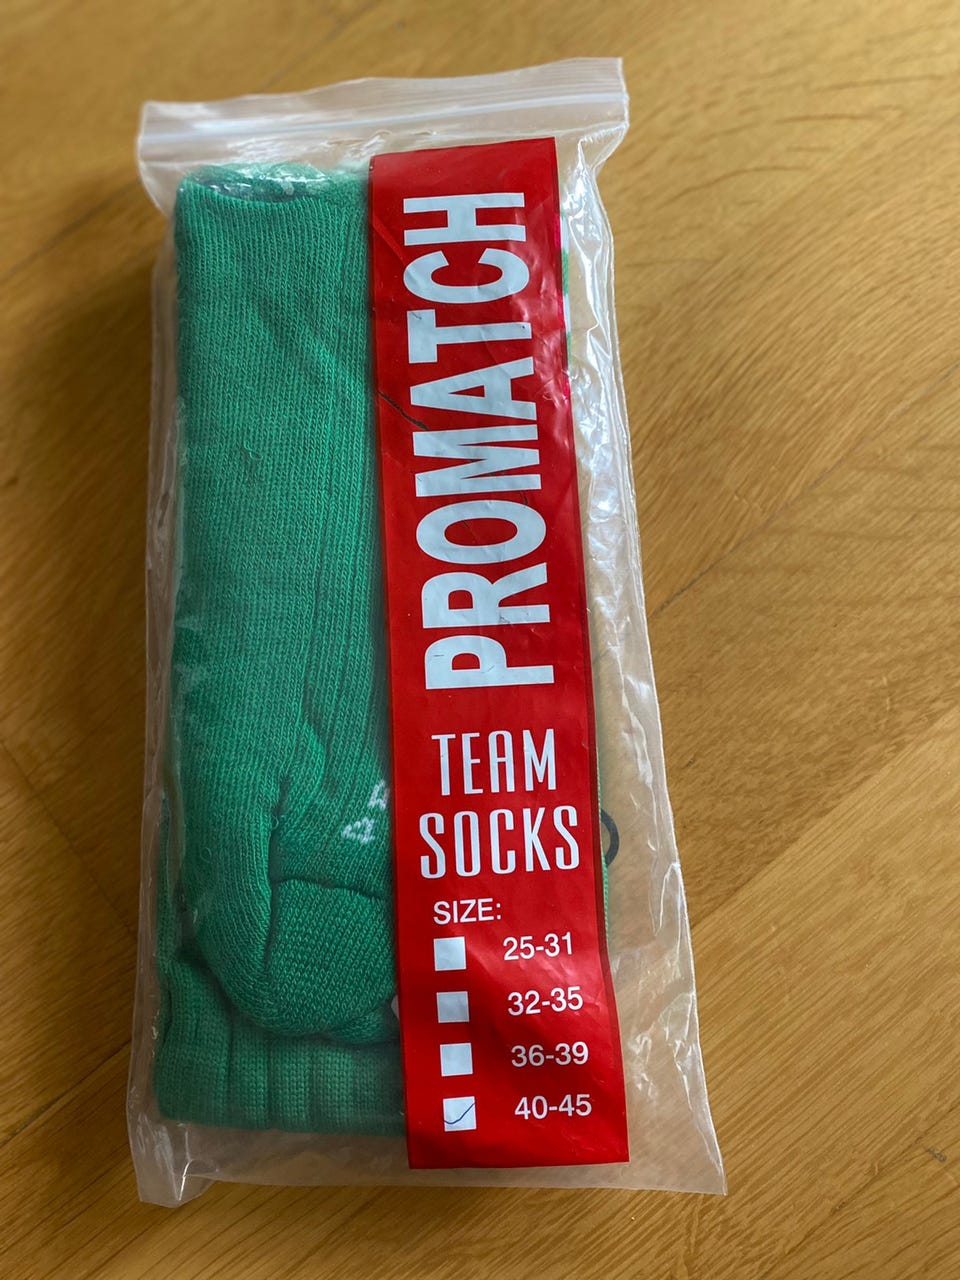 PROMATCH
TEAM
SOCKS
SIZE:
25-31
32-35
36-39
40-45